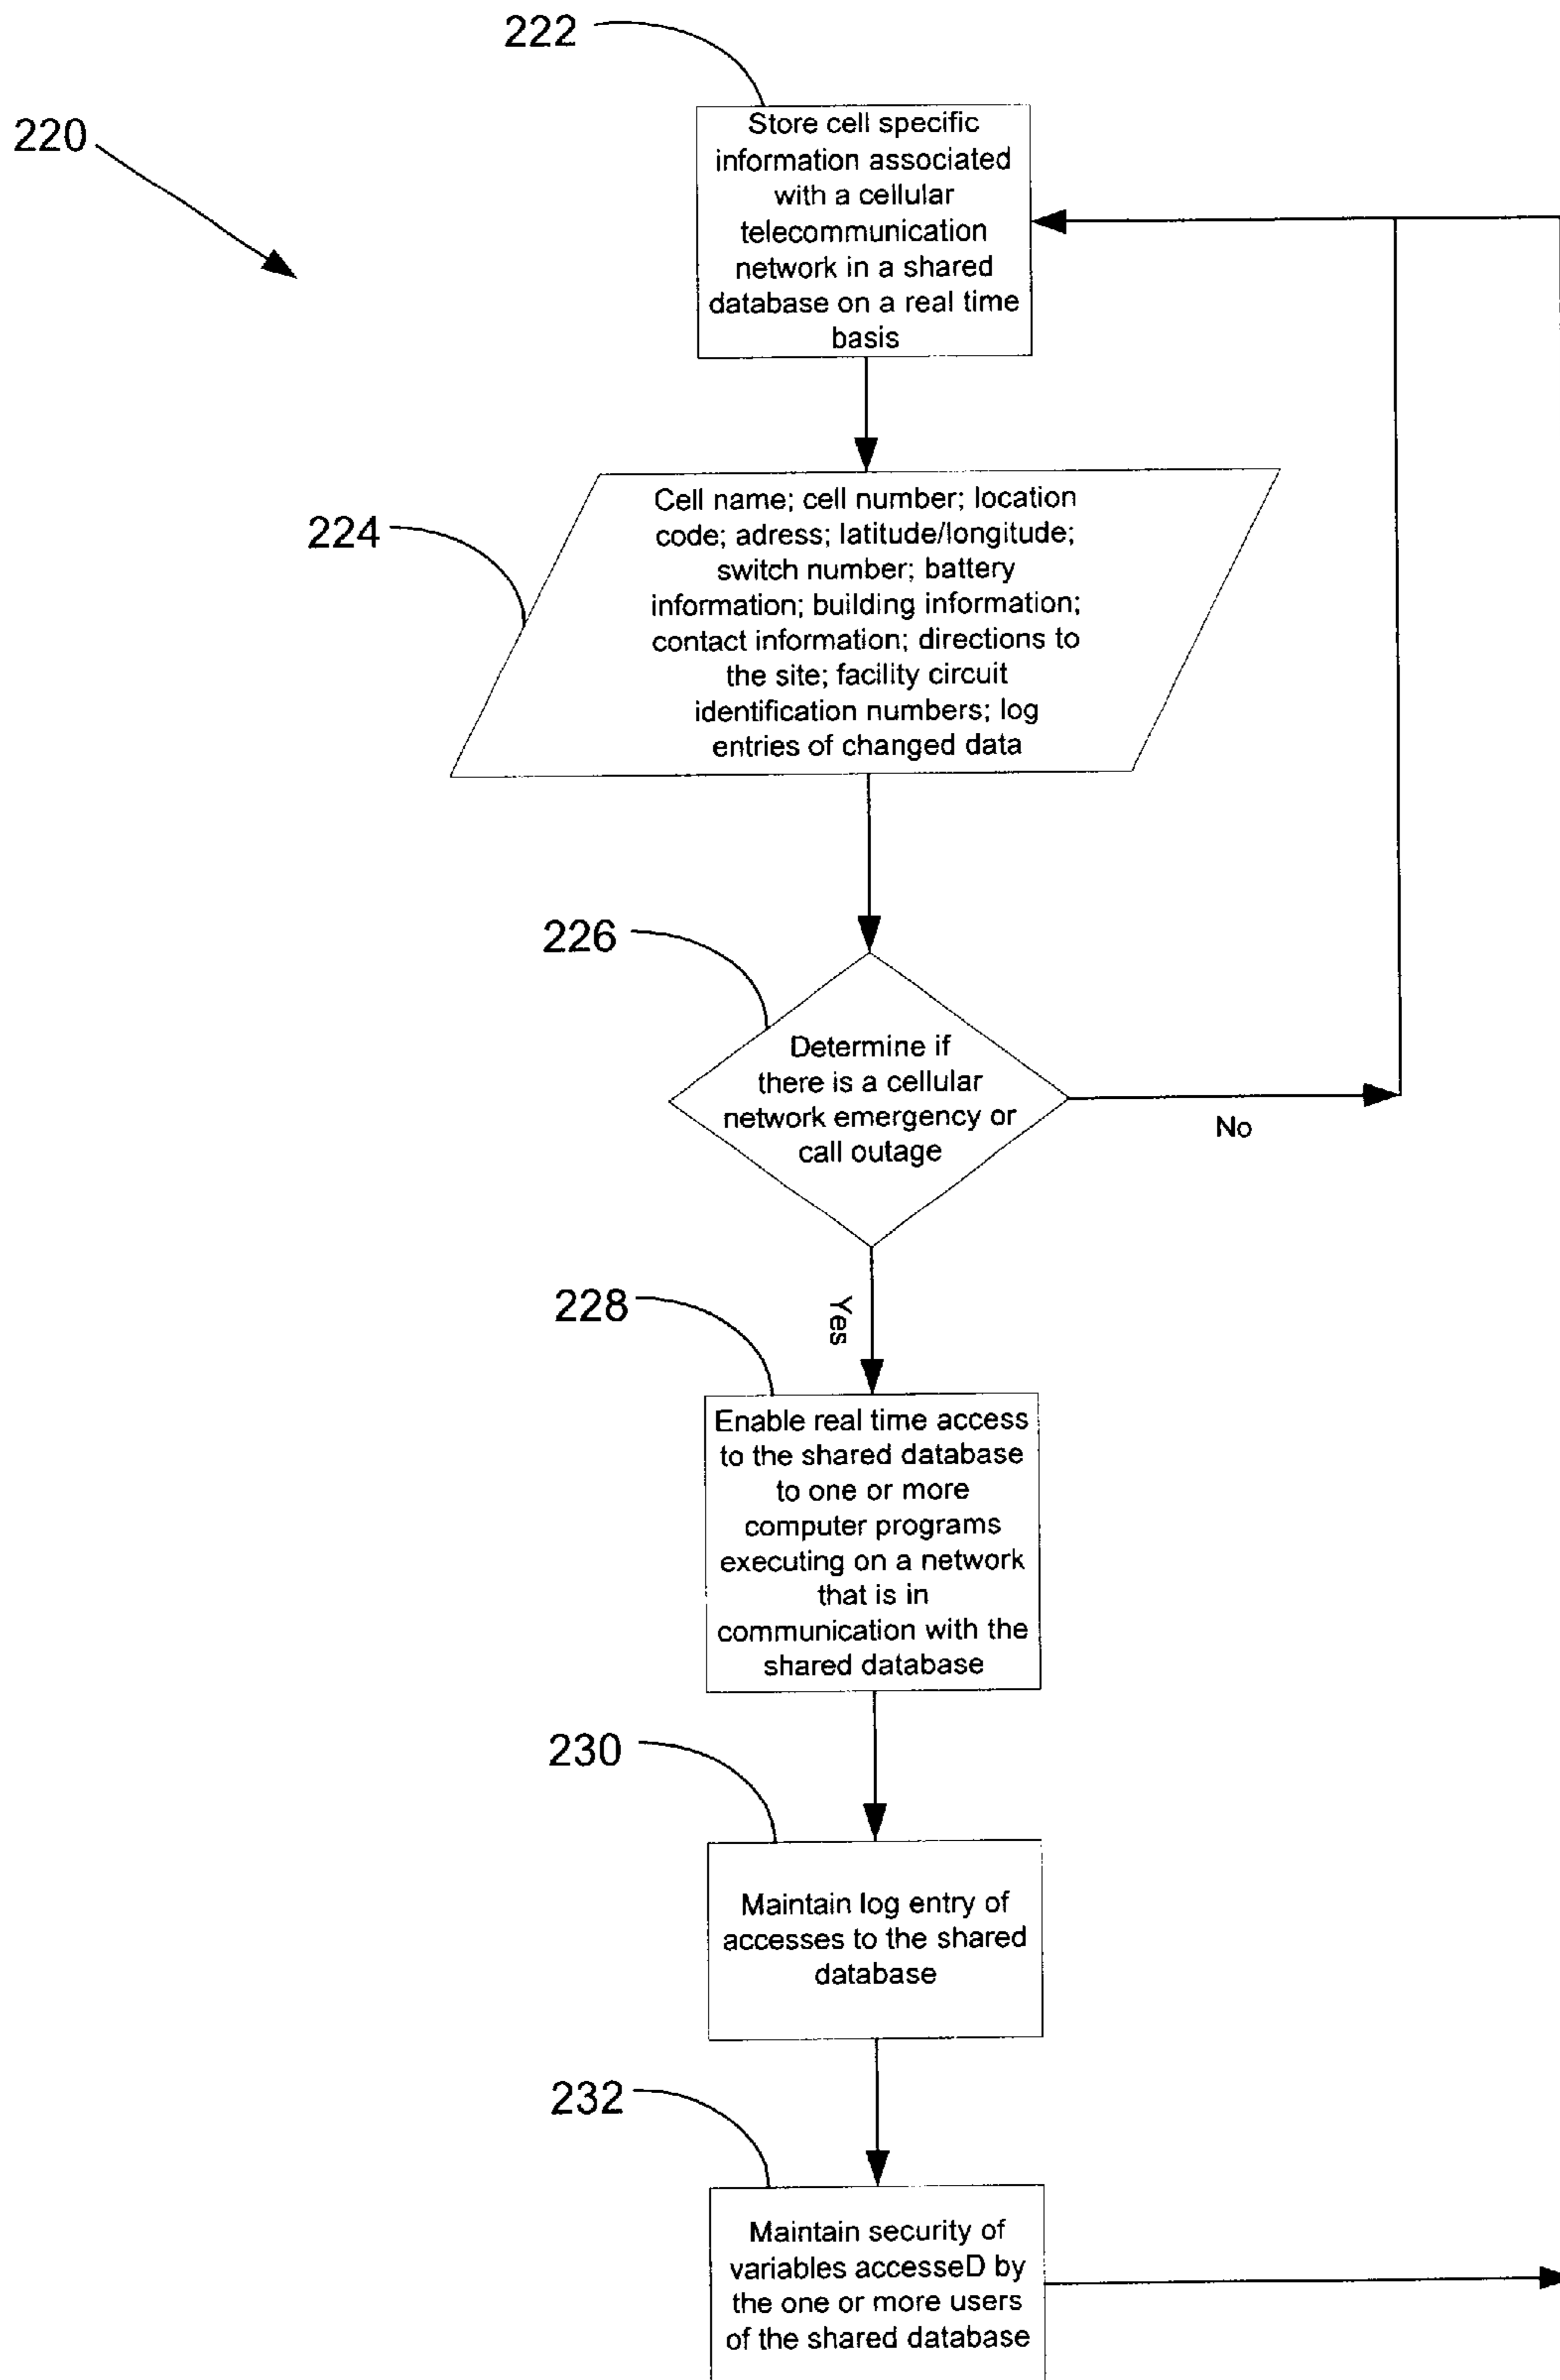 222
220
Store cell specific
information associated
with a cellular
telecommunication
network in a shared
database on a real time
basis
224
Cell name; cell number; location
code; adress; latitude/longitude;
switch number; battery
information; building information;
contact information; directions to
the site; facility circuit
identification numbers; log
entries of changed data
226
Determine if
there is a cellular
network emergency or
call outage
No
Yes
228
Enable real time access
to the shared database
to one or more
computer programs
executing on a network
that is in
communication with the
shared database
230
Maintain log entry of
accesses to the shared
database
232
Maintain security of
variables accesseD by
the one or more users
of the shared database